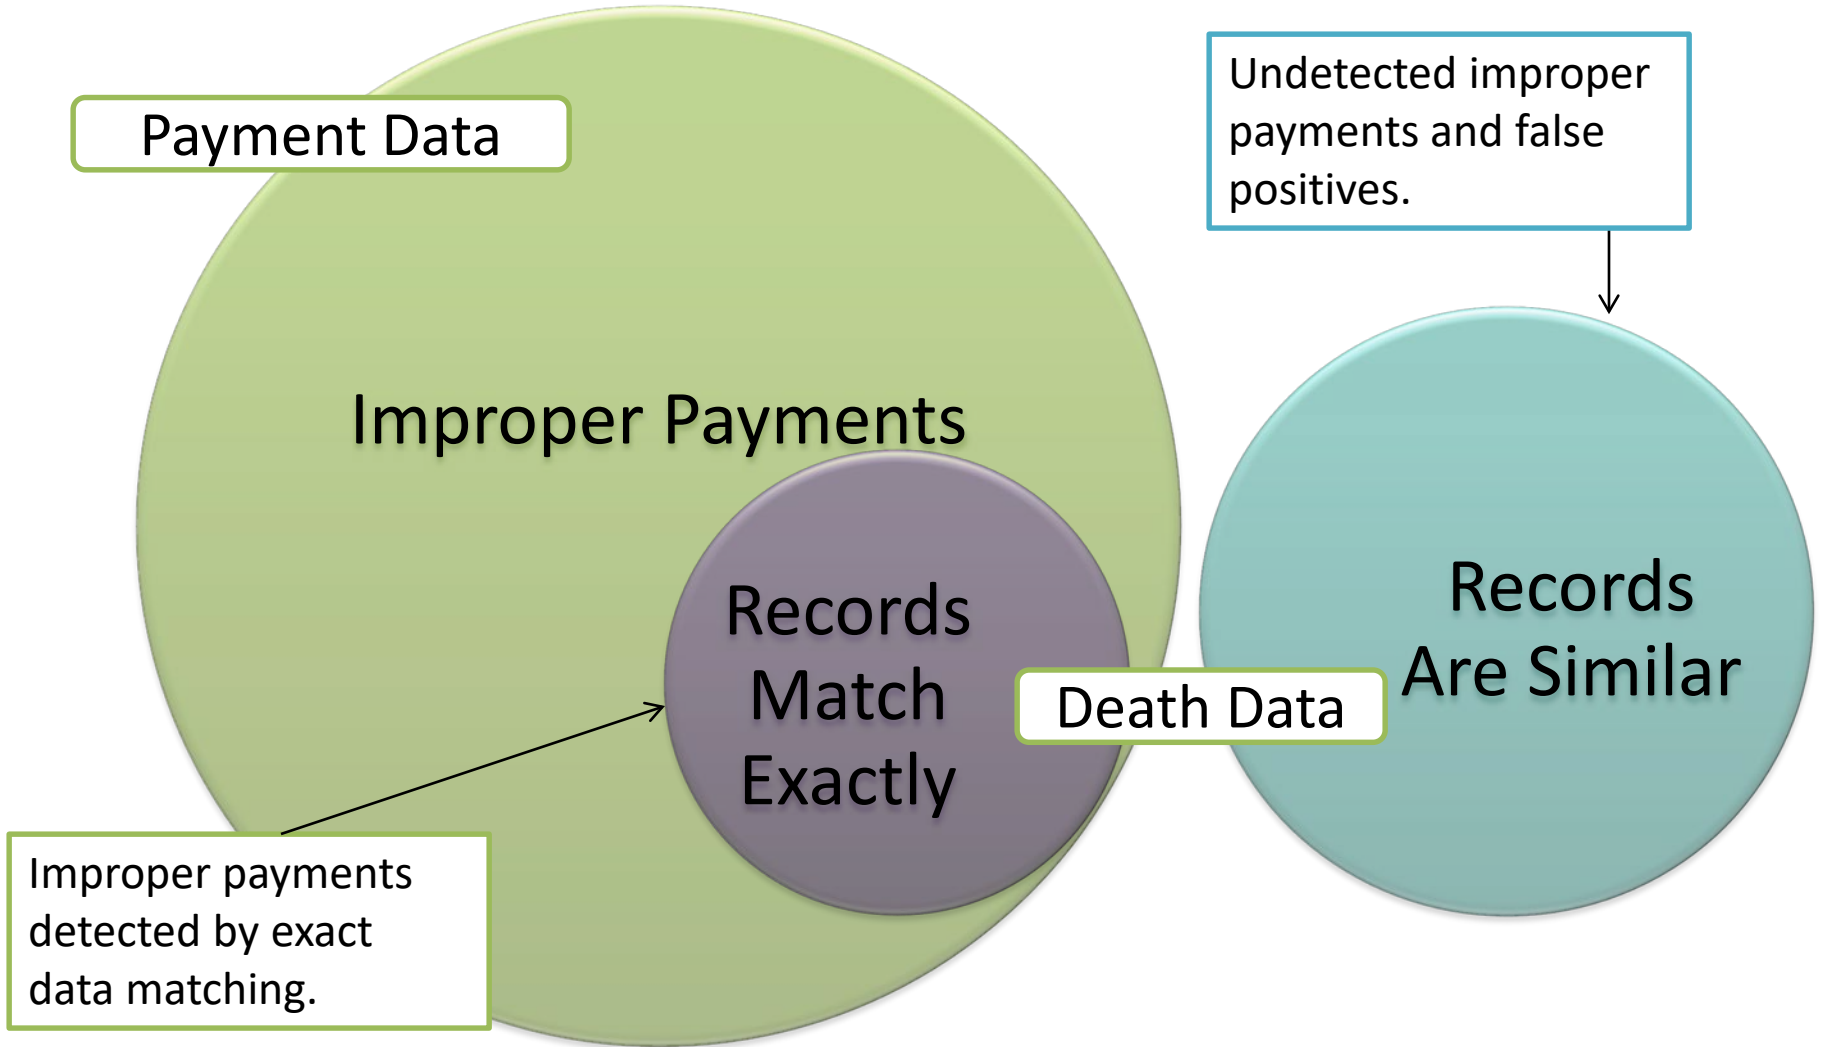 Payment Data
Undetected improper
payments and false
positives.
Improper Payments
Records
Match
Exactly
Death Data
Records
Are Similar
Improper payments
detected by exact
data matching.